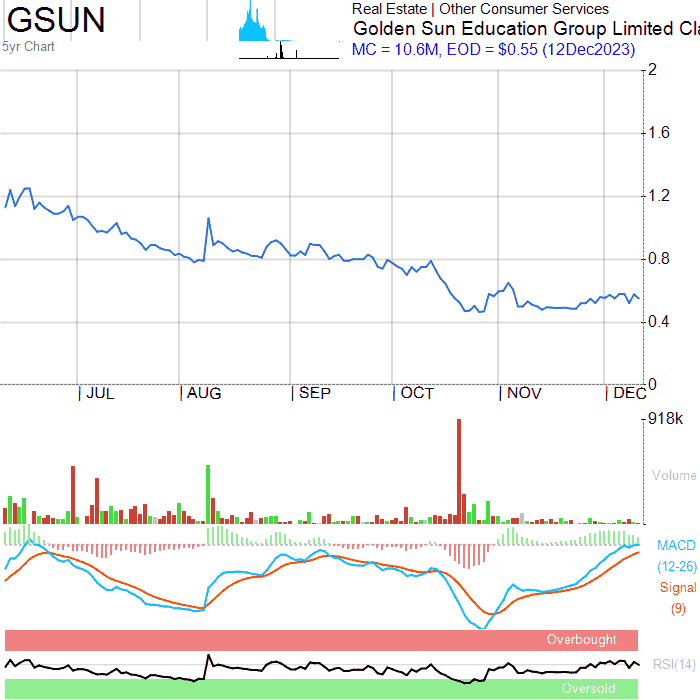 GSUN
5yr Chart
Real Estate | Other Consumer Services
Golden Sun Education Group Limited Cla
MC = 10.6M, EOD = $0.55 (12Dec2023)
2
1.6
1.2
0.8
0.4
0
JUL AUG SEP OCT NOV DEC
918k
Volume
MACD
(12-26)
Signal
(9)
Overbought
RSI(14)
Oversold